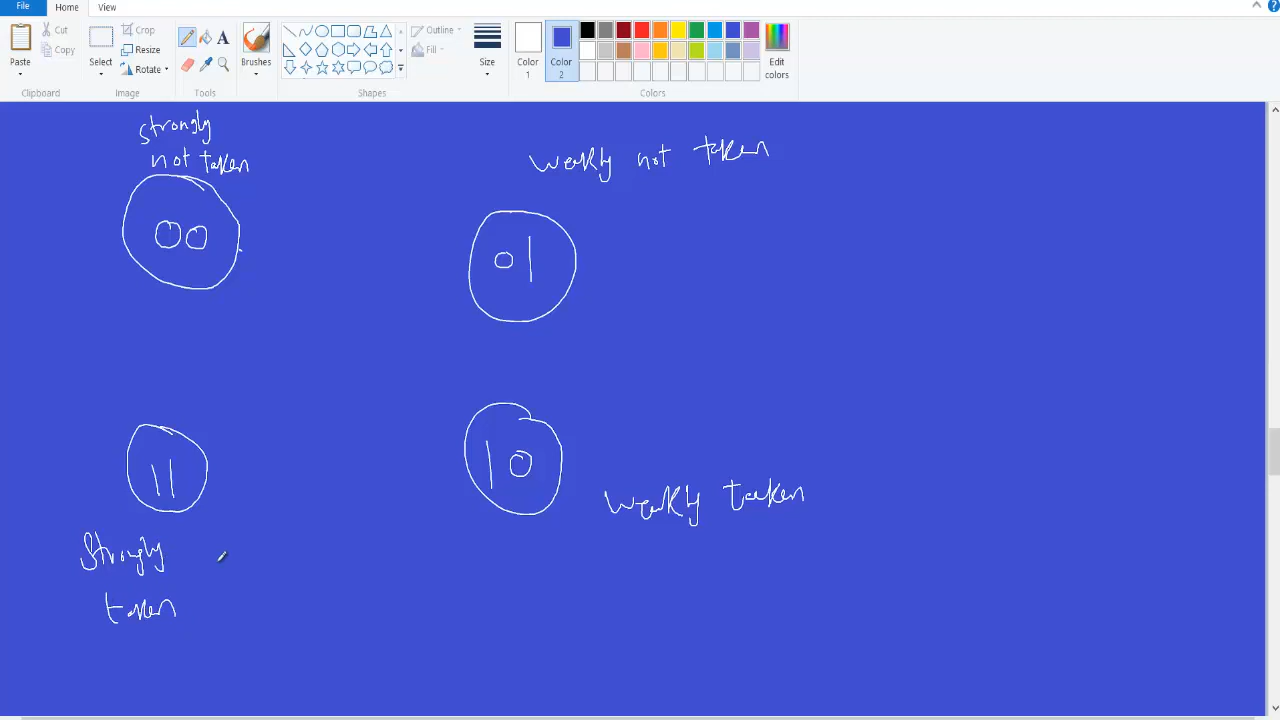 File
Home
View
Paste
Cut
Copy
Clipboard
Select
Crop
Resize
Rotate
Image
A
Tools
Brushes
Shapes
Outline
Fill
Size
Color
1
Color
2
Edit
colors
Colors
strongly
not taken
weakly not taken
00
01
11
10
weakly taken
Strongly
taken